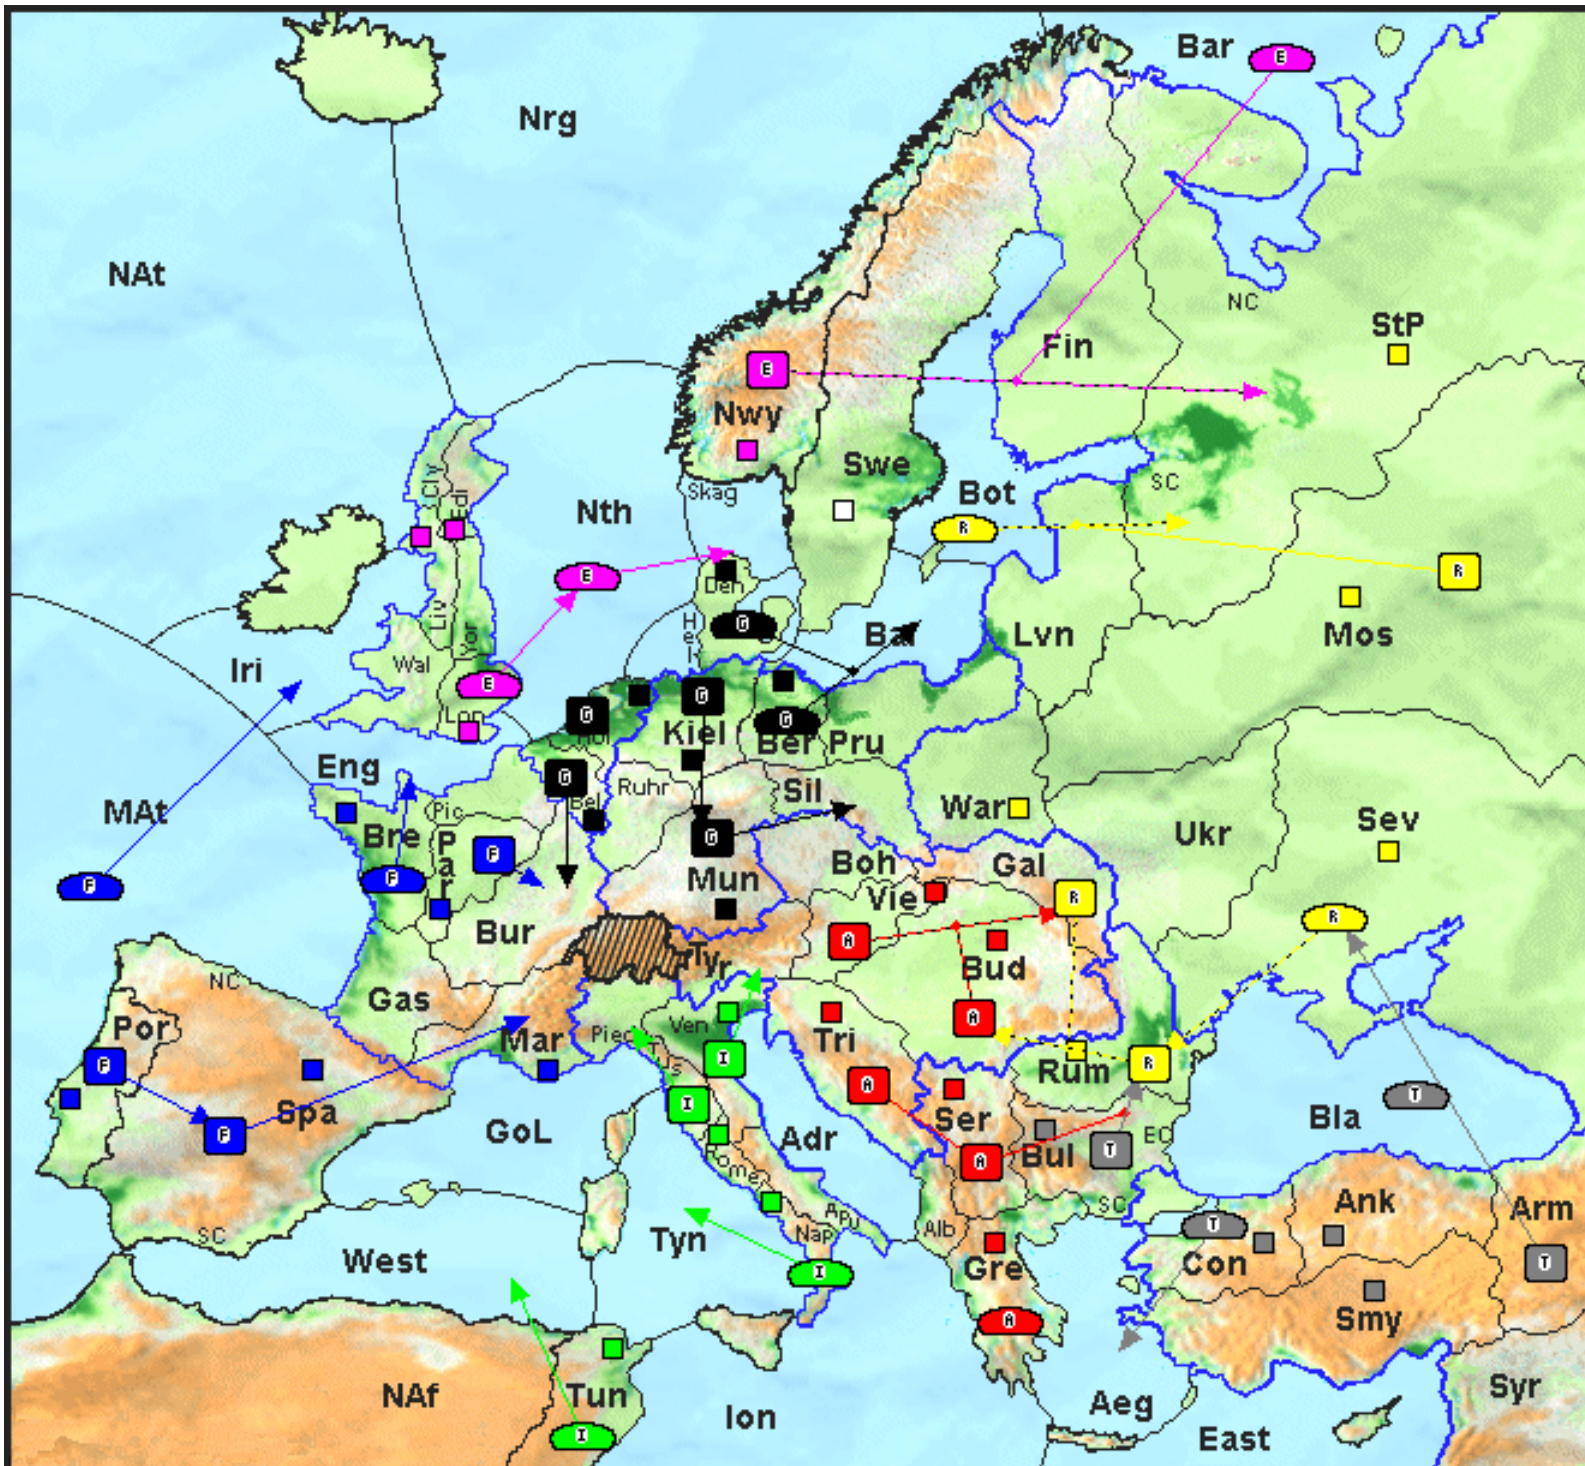 Bar
E
Nrg
NAt
NC
StP
Fin
E
Nwy
Swe
SC
Skag
Bot
Nth
R
R
E
Cly
Edi
Den
Hel
G
Bal
Lvn
Mos
Liv
Yor
Iri
Wal
E
Lon
G
G
G
Hol
Kiel
Ber
Pru
Eng
G
Bel
Ruhr
Sil
MAt
Pic
War
Ukr
Sev
Bre
Par
F
G
Boh
Gal
F
F
Mun
Vie
R
R
Bur
A
Bud
Tyr
NC
Gas
Por
Ven
A
Pie
Mar
Tri
F
I
Tus
Rum
R
A
I
Spa
GoL
Ser
T
Bla
F
Adr
EC
Rome
A
Bul
T
Ank
Arm
SC
Apu
SC
Nap
Alb
T
West
Tyn
Gre
Con
T
I
A
Smy
NAf
Tun
Ion
Aeg
Syr
I
East